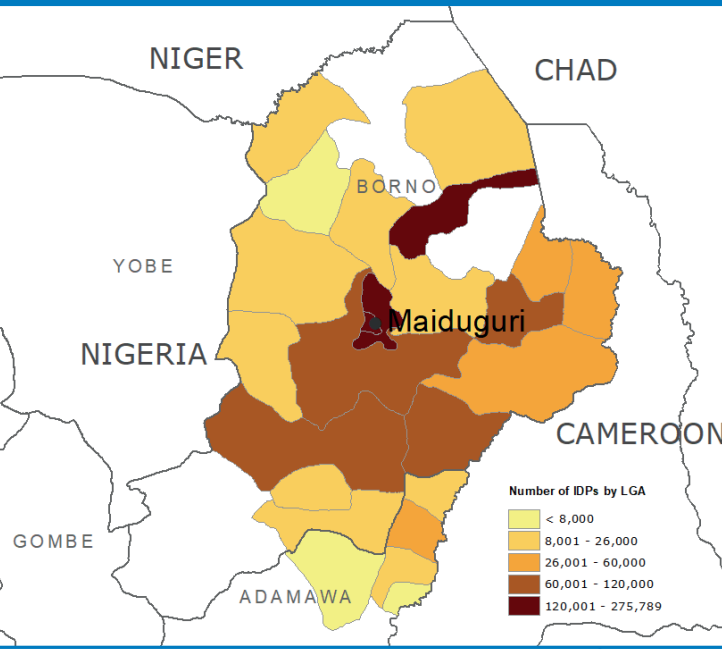 NIGER
CHAD
BORNO
YOBE
Maiduguri
NIGERIA
CAMEROON
Number of IDPs by LGA
< 8,000
8,001 - 26,000
26,001 - 60,000
60,001 - 120,000
120,001 - 275,789
GOMBE
ADAMAWA